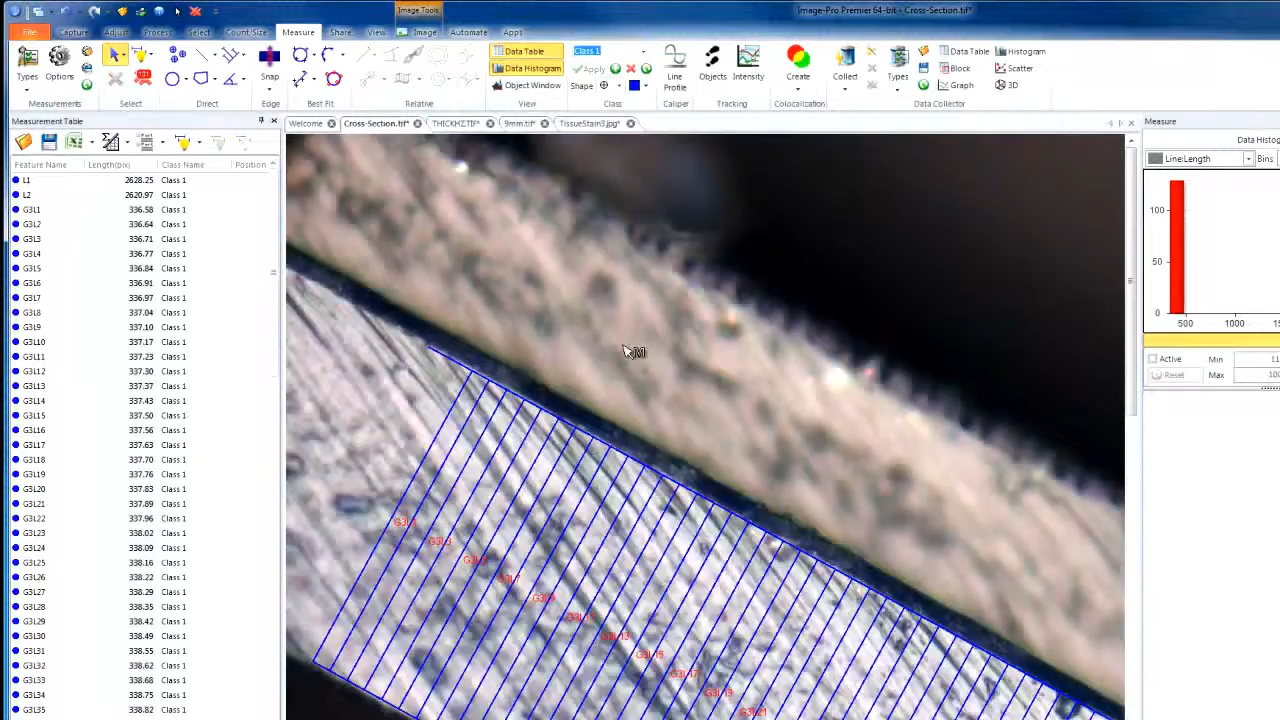 Image Tools
Image-Pro Premier 64-bit - Cross-Section.tif*
File Capture Adjust Process Select Count/Size Measure Share View Image Automate Apps
Types Options Snap Data Table Class 1 Line Profile Objects Intensity Create Collect Types Data Table Histogram
Data Histogram Apply Block Scatter
Object Window Shape Graph 3D
Measurements Select Direct Edge Best Fit Relative View Class Caliper Tracking Colocalization Data Collector
Measurement Table
Welcome Cross-Section.tif* THICKHZ.TIF* 9mm.tif TissueStain3.jpg*
Measure
Data Histog
Feature Name Length(pix) Class Name Position
Line:Length Bins
L1 2628.25 Class 1
L2 2620.97 Class 1
G3L1 336.58 Class 1
G3L2 336.64 Class 1
G3L3 336.71 Class 1
G3L4 336.77 Class 1
G3L5 336.84 Class 1
G3L6 336.91 Class 1
G3L7 336.97 Class 1
G3L8 337.04 Class 1
G3L9 337.10 Class 1
G3L10 337.17 Class 1
G3L11 337.23 Class 1
G3L12 337.30 Class 1
G3L13 337.37 Class 1
G3L14 337.43 Class 1
G3L15 337.50 Class 1
G3L16 337.56 Class 1
G3L17 337.63 Class 1
G3L18 337.70 Class 1
G3L19 337.76 Class 1
G3L20 337.83 Class 1
G3L21 337.89 Class 1
G3L22 337.96 Class 1
G3L23 338.02 Class 1
G3L24 338.09 Class 1
G3L25 338.16 Class 1
G3L26 338.22 Class 1
G3L27 338.29 Class 1
G3L28 338.35 Class 1
G3L29 338.42 Class 1
G3L30 338.49 Class 1
G3L31 338.55 Class 1
G3L32 338.62 Class 1
G3L33 338.68 Class 1
G3L34 338.75 Class 1
G3L35 338.82 Class 1
M
G3L1
G3L3
G3L7
G3L13
G3L15
G3L17
G3L19
G3L21
100
50
0
500 1000
Active Min 11
Reset Max 100